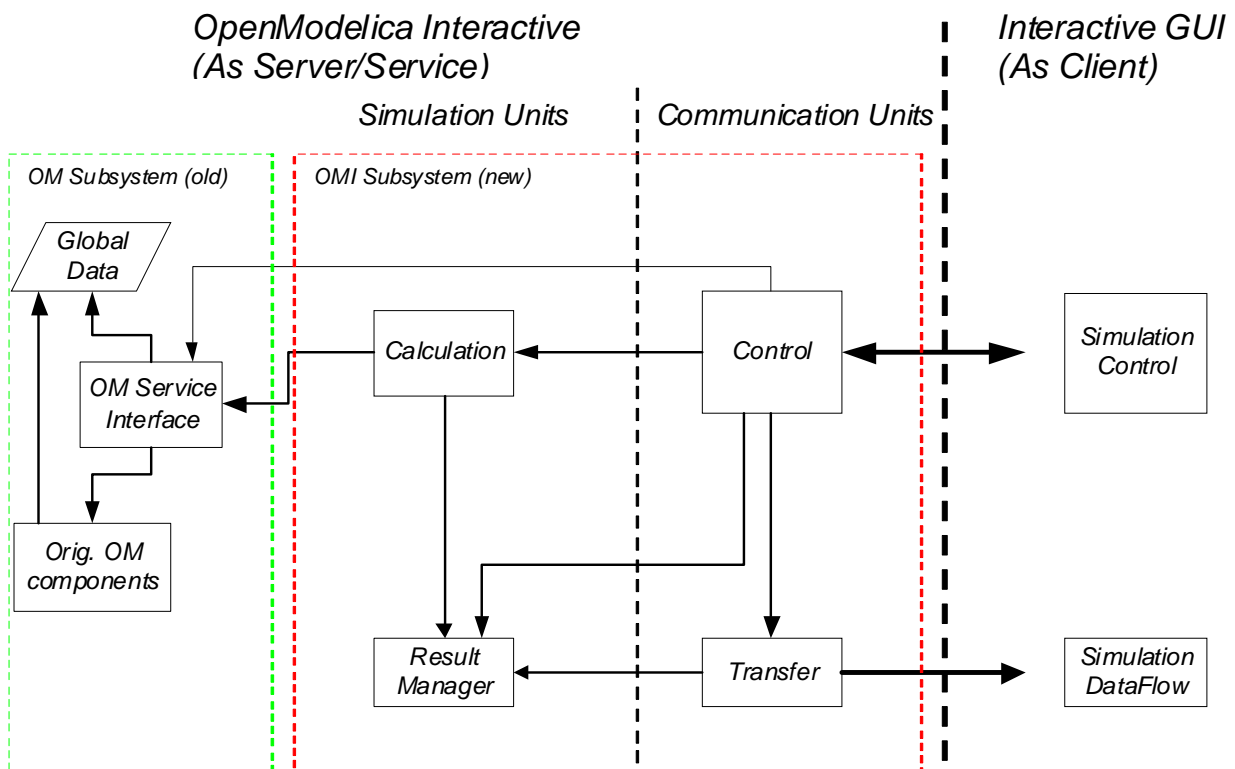 OpenModelica Interactive
(As Server/Service)
Interactive GUI
(As Client)
Simulation Units
Communication Units
OM Subsystem (old)
OMI Subsystem (new)
Global
Data
Calculation
Control
Simulation
Control
OM Service
Interface
Orig. OM
components
Result
Manager
Transfer
Simulation
DataFlow